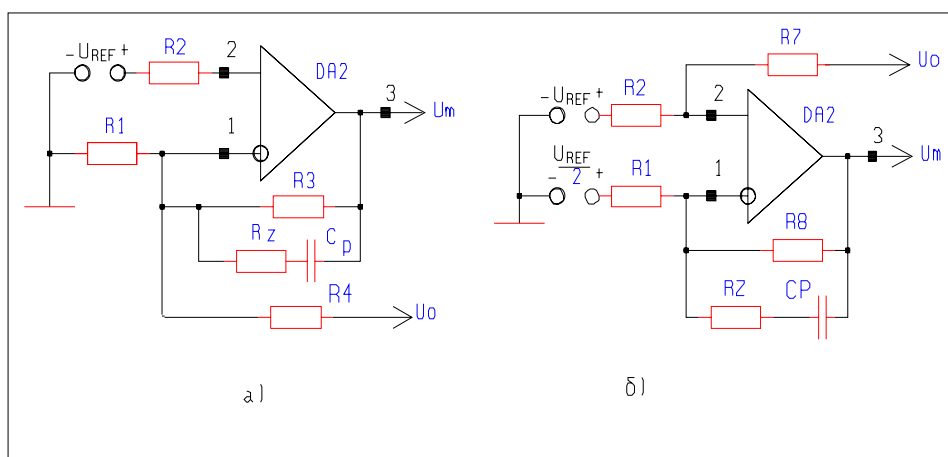 - UREF +
R2
2
DA2
3
Um
R1
1
R3
Rz
Cp
R4
Uo
а)
R7
Uo
- UREF +
R2
2
DA2
3
Um
UREF
- 2 +
R1
1
R8
RZ
CP
б)